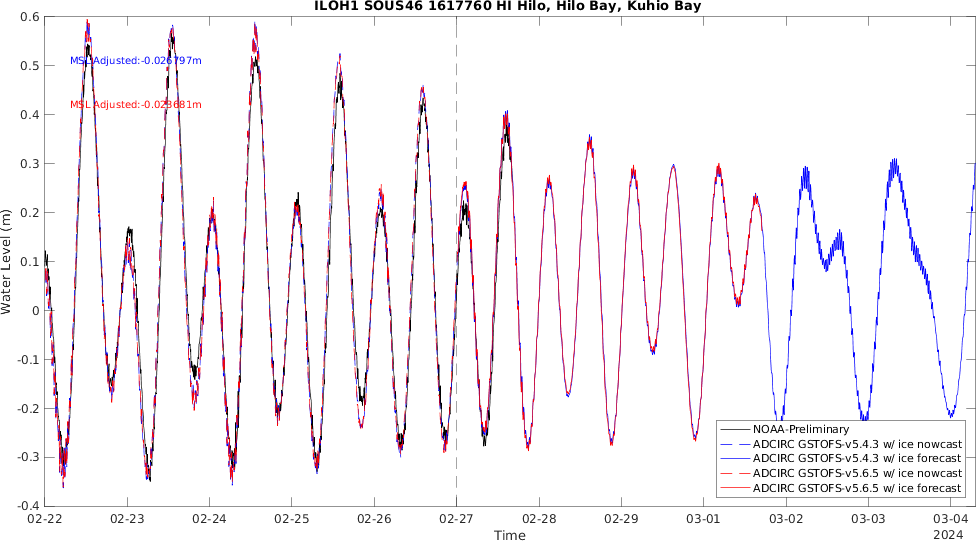 ILOH1 SOUS46 1617760 HI Hilo, Hilo Bay, Kuhio Bay
0.6
0.5
0.4
0.3
0.2
0.1
0
-0.1
-0.2
-0.3
-0.4
Water Level (m)
MSL Adjusted:-0.026797m
MSL Adjusted:-0.023681m
NOAA-Preliminary
ADCIRC GSTOFS-v5.4.3 w/ ice nowcast
ADCIRC GSTOFS-v5.4.3 w/ ice forecast
ADCIRC GSTOFS-v5.6.5 w/ ice nowcast
ADCIRC GSTOFS-v5.6.5 w/ ice forecast
02-22 02-23 02-24 02-25 02-26 02-27 02-28 02-29 03-01 03-02 03-03 03-04
Time
2024